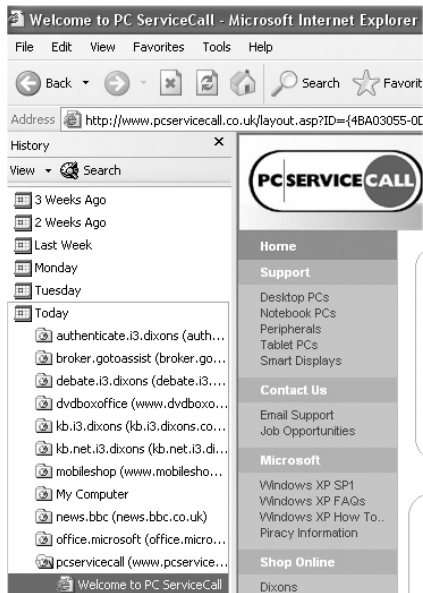 Welcome to PC ServiceCall - Microsoft Internet Explorer
File Edit View Favorites Tools Help
Back Search Favorit
Address http://www.pcservicecall.co.uk/layout.asp?ID={4BA03055-0D
History ×
View Search
3 Weeks Ago
2 Weeks Ago
Last Week
Monday
Tuesday
Today
authenticate.i3.dixons (auth...
broker.gotoassist (broker.go...
debate.i3.dixons (debate.i3....
dvdboxoffice (www.dvdboxo...
kb.i3.dixons (kb.i3.dixons.co...
kb.net.i3.dixons (kb.net.i3.di...
mobileshop (www.mobilesho...
My Computer
news.bbc (news.bbc.co.uk)
office.microsoft (office.micro...
pcservicecall (www.pcservice...
Welcome to PC ServiceCall
PC SERVICE CALL
Home
Support
Desktop PCs
Notebook PCs
Peripherals
Tablet PCs
Smart Displays
Contact Us
Email Support
Job Opportunities
Microsoft
Windows XP SP1
Windows XP FAQs
Windows XP How To..
Piracy Information
Shop Online
Dixons